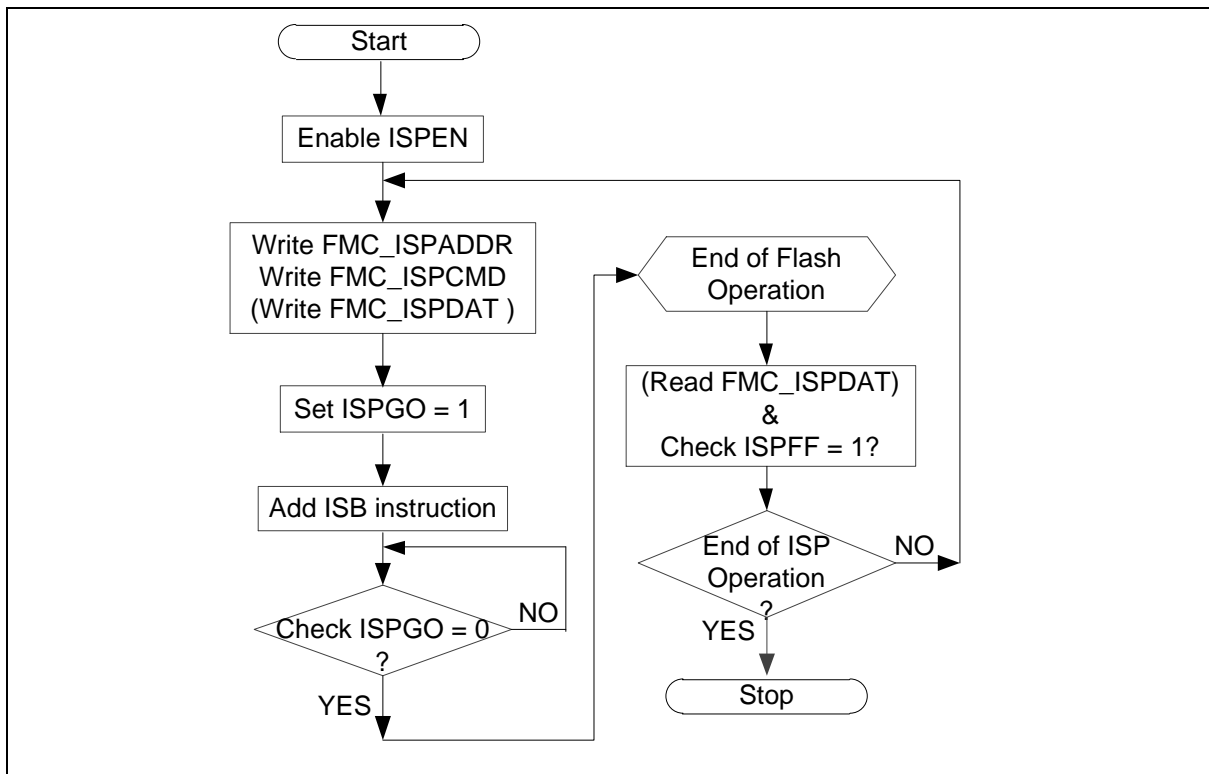 Start
Enable ISPEN
Write FMC_ISPADDR
Write FMC_ISPCMD
(Write FMC_ISPDAT )
Set ISPGO = 1
Add ISB instruction
Check ISPGO = 0
?
NO
YES
End of Flash
Operation
(Read FMC_ISPDAT)
&
Check ISPFF = 1?
End of ISP
Operation
?
NO
YES
Stop